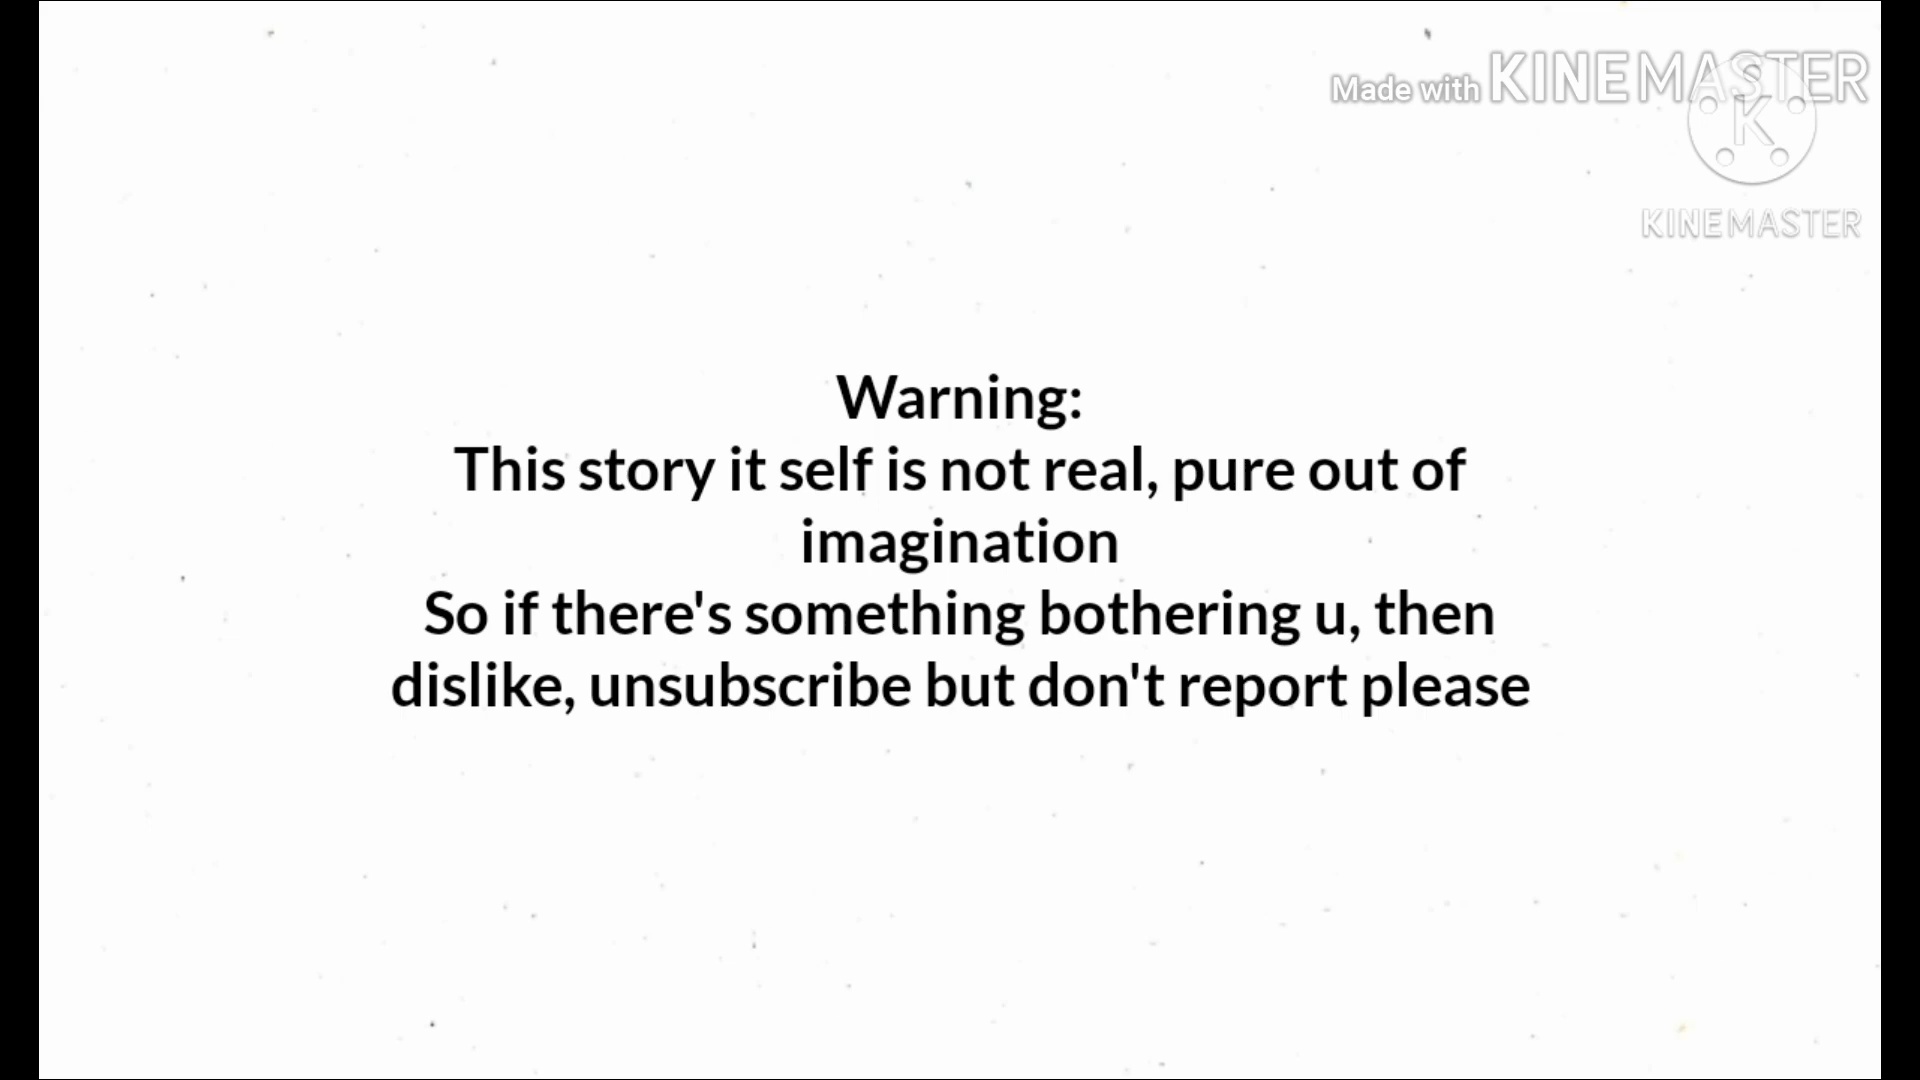 Made with KINEMASTER
K
KINEMASTER
Warning:
This story it self is not real, pure out of
imagination
So if there's something bothering u, then
dislike, unsubscribe but don't report please